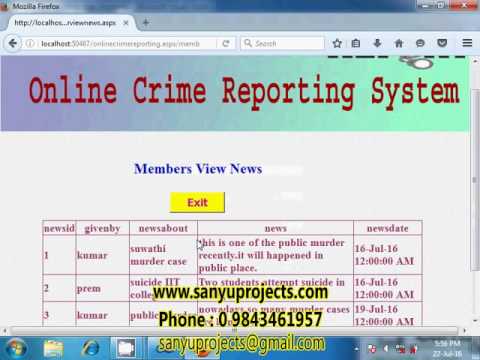 Mozilla Firefox
http://localhos...rviewnews.aspx
localhost:50467/onlinecrimereporting.aspx/memb
Search
Online Crime Reporting System
Members View News
Exit
newsid givenby newsabout news newsdate
1 kumar suwathi murder case this is one of the public murder recently.it will happened in public place. 16-Jul-16 12:00:00 AM
2 prem suicide IIT Two students attempt suicide in 16-Jul-16 12:00:00 AM
3 kumar public nowadays so many murder cases 19-Jul-16 12:00:00 AM
www.sanyuprojects.com
Phone : 0 9843461957
sanyuprojects@gmail.com
5:56 PM
22-Jul-16